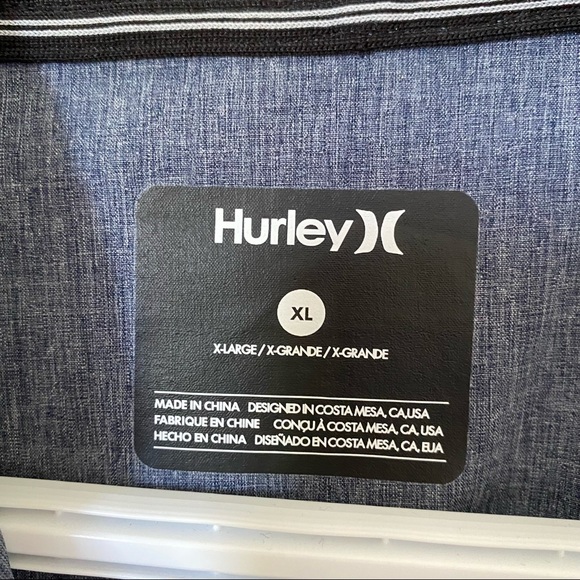 Hurley
XL
X-LARGE / X-GRANDE / X-GRANDE
MADE IN CHINA DESIGNED IN COSTA MESA, CA,USA
FABRIQUE EN CHINE CONÇU À COSTA MESA, CA, USA
HECHO EN CHINA DISEÑADO EN COSTA MESA, CA, EUA